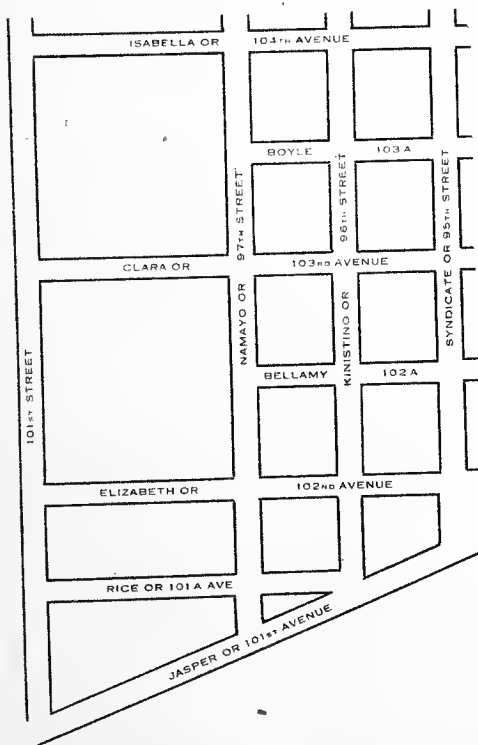 ISABELLA OR 104TH AVENUE
BOYLE 103 A
97TH STREET
96TH STREET
SYNDICATE OR 95TH STREET
CLARA OR 103RD AVENUE
NAMAYO OR
KINISTINO OR
101ST STREET
BELLAMY 102 A
ELIZABETH OR 102ND AVENUE
RICE OR 101A AVE
JASPER OR 101ST AVENUE